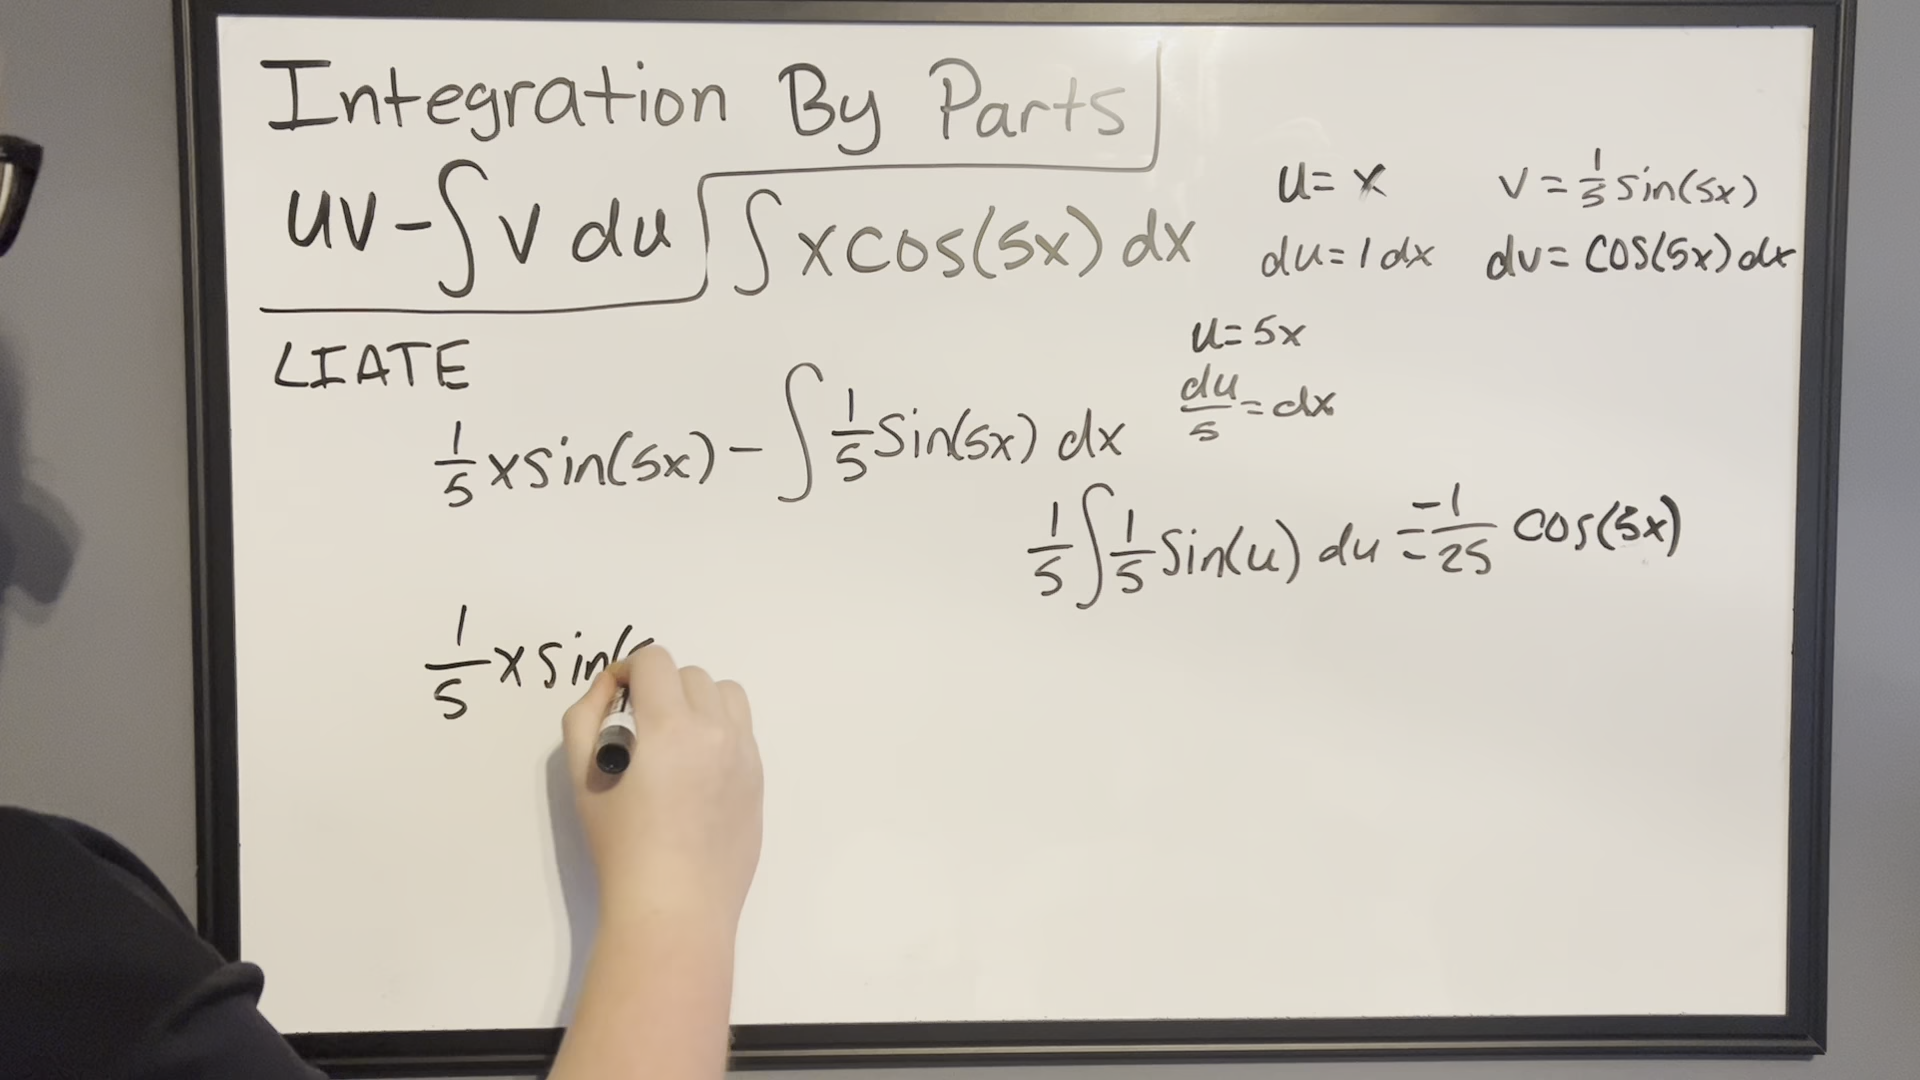 Integration By Parts
uv - ∫ v du
∫ x cos(5x) dx
u = x
v = 1/5 sin(5x)
du = 1 dx
dv = cos(5x) dx
LIATE
u = 5x
du/5 = dx
1/5 x sin(5x) - ∫ 1/5 sin(5x) dx
1/5 ∫ 1/5 sin(u) du = -1/25 cos(5x)
1/5 x sin(